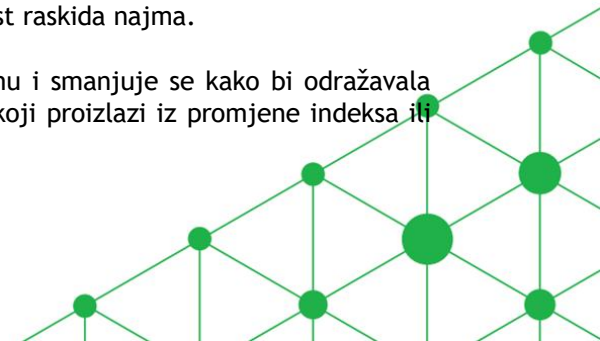 st raskida najma.
nu i smanjuje se kako bi odražavala
koji proizlazi iz promjene indeksa ili